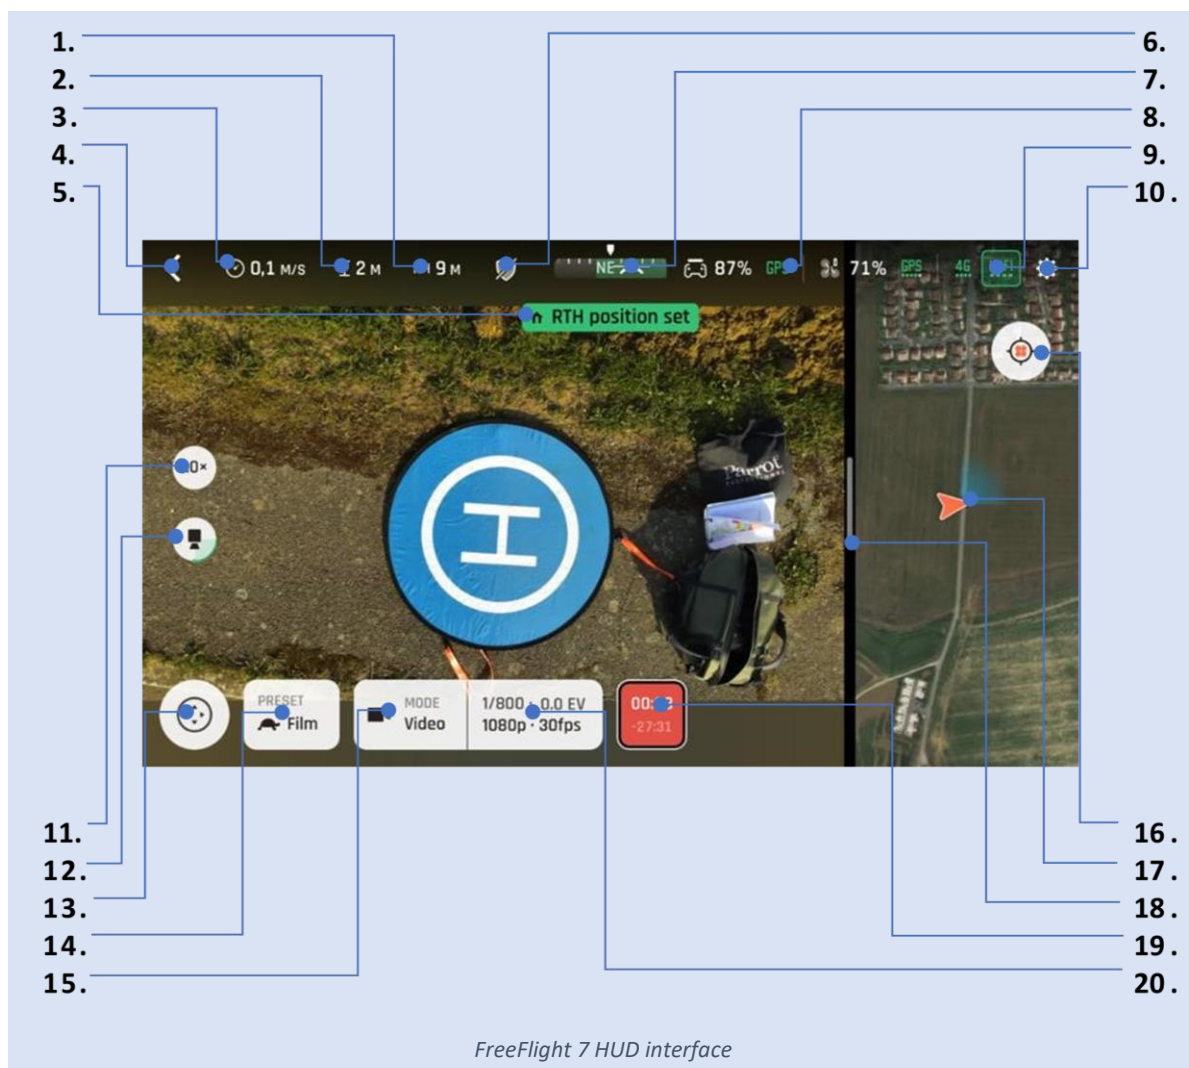 1.
2.
3.
4.
5.
6.
7.
8.
9.
10.
0,1 M/S
2 M
9 M
NE
87%
71%
GPS
4G
RTH position set
Parrot
PRESET
Film
MODE
Video
1/800 · 0.0 EV
1080p · 30fps
-27:31
11.
12.
13.
14.
15.
16.
17.
18.
19.
20.
FreeFlight 7 HUD interface